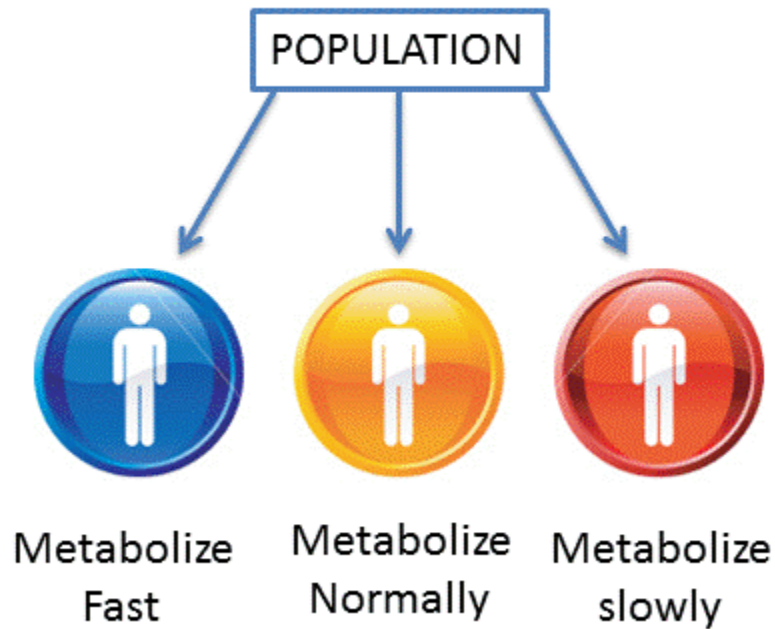 POPULATION
Metabolize
Fast
Metabolize
Normally
Metabolize
slowly